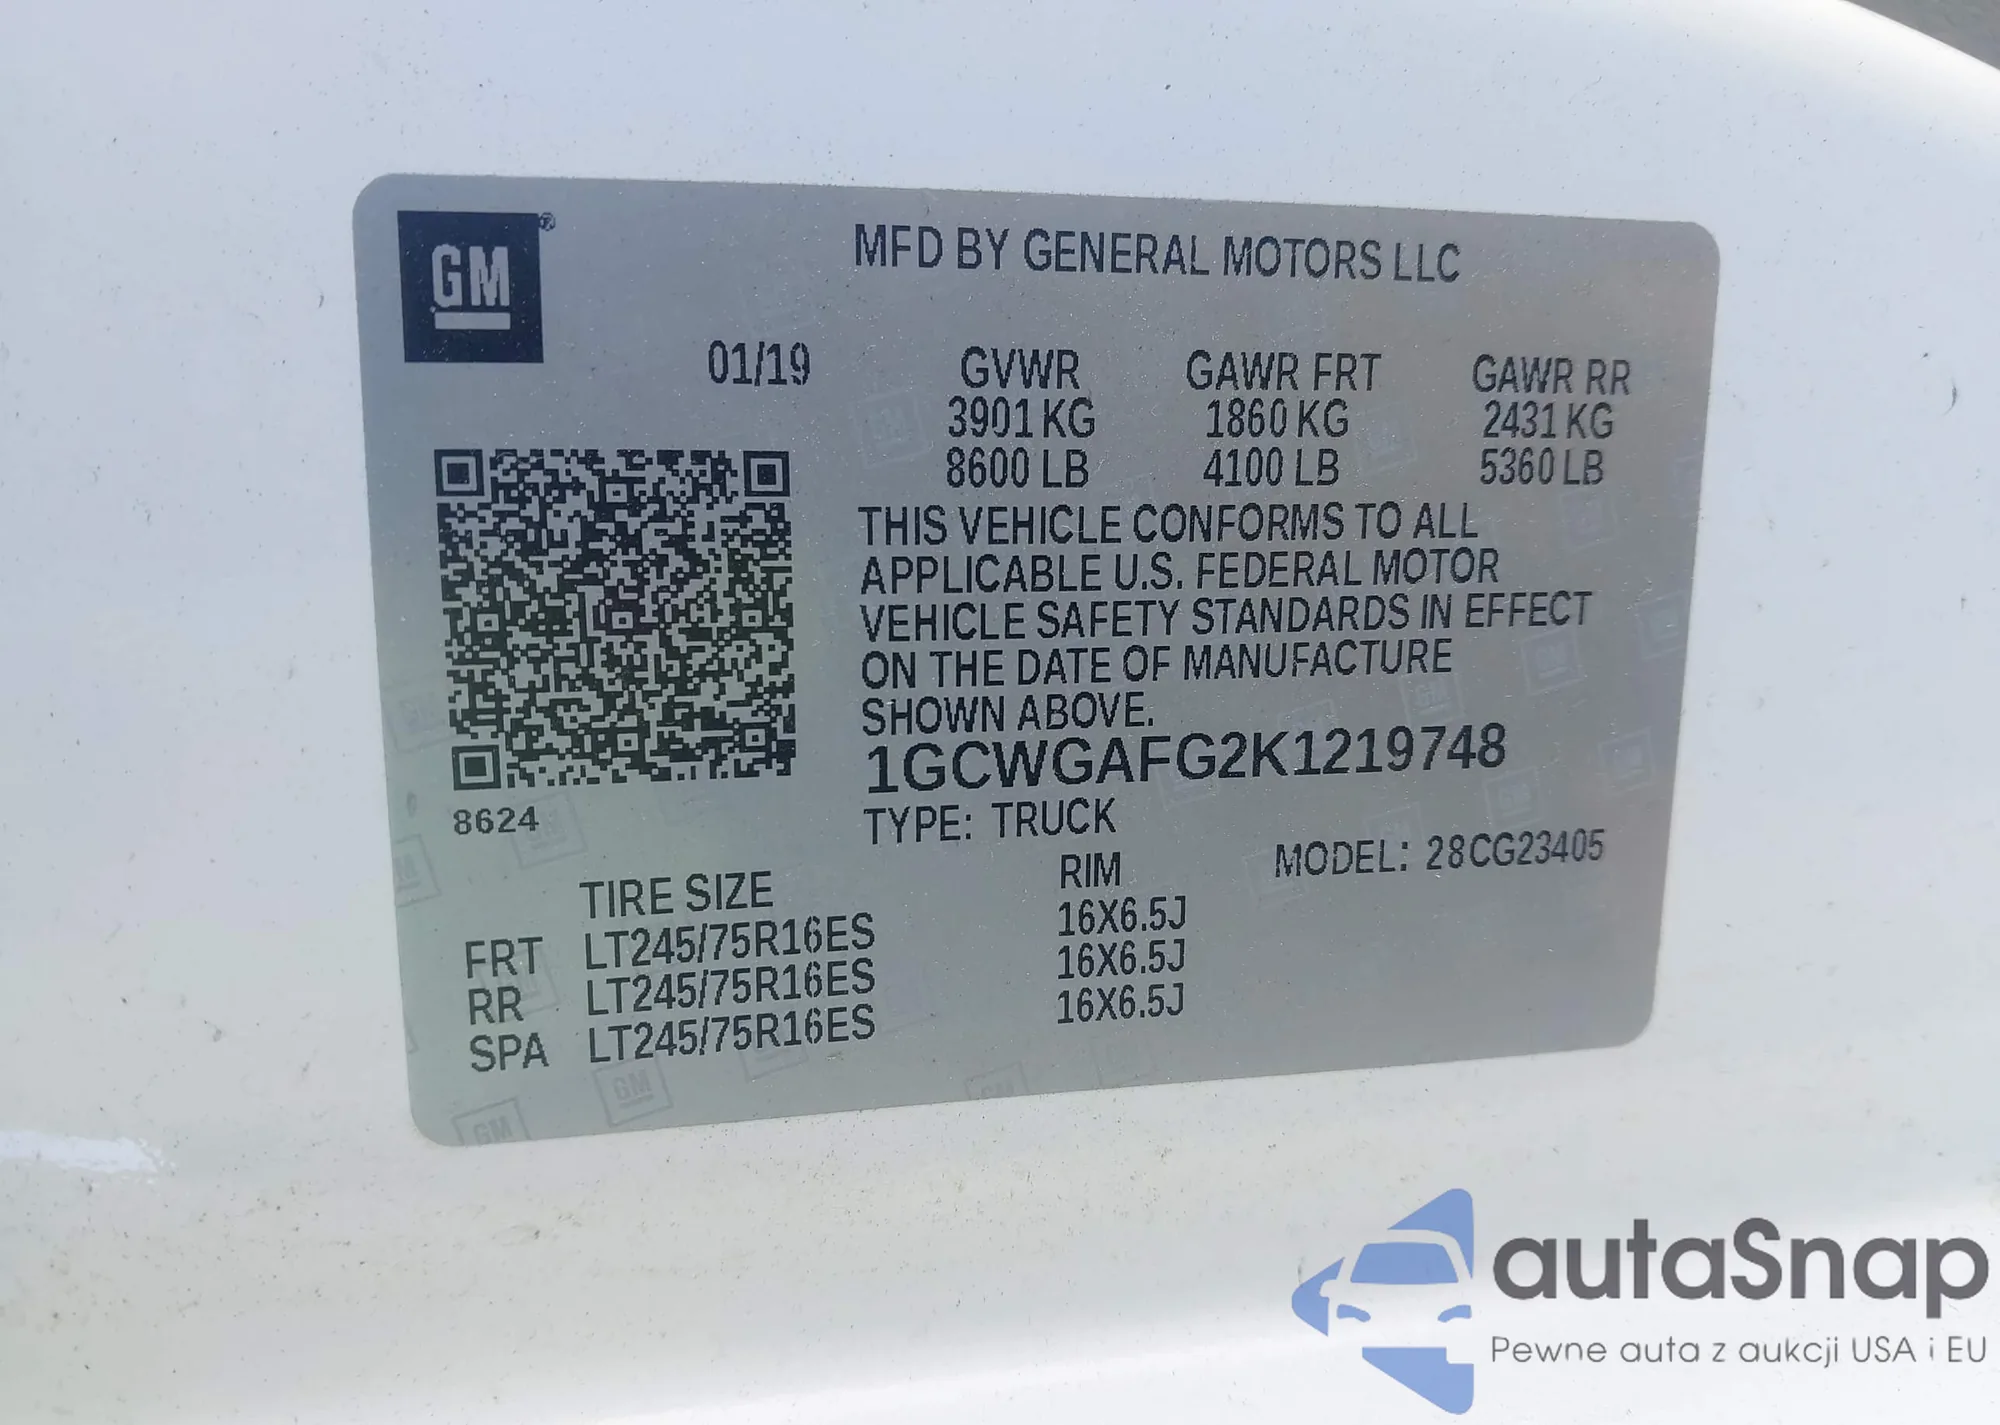 GM®
MFD BY GENERAL MOTORS LLC
01/19
GVWR GAWR FRT GAWR RR
3901 KG 1860 KG 2431 KG
8600 LB 4100 LB 5360 LB
THIS VEHICLE CONFORMS TO ALL
APPLICABLE U.S. FEDERAL MOTOR
VEHICLE SAFETY STANDARDS IN EFFECT
ON THE DATE OF MANUFACTURE
SHOWN ABOVE.
1GCWGAFG2K1219748
8624
TYPE: TRUCK
MODEL: 28CG23405
TIRE SIZE RIM
FRT LT245/75R16ES 16X6.5J
RR LT245/75R16ES 16X6.5J
SPA LT245/75R16ES 16X6.5J
autaSnap
Pewne auta z aukcji USA i EU